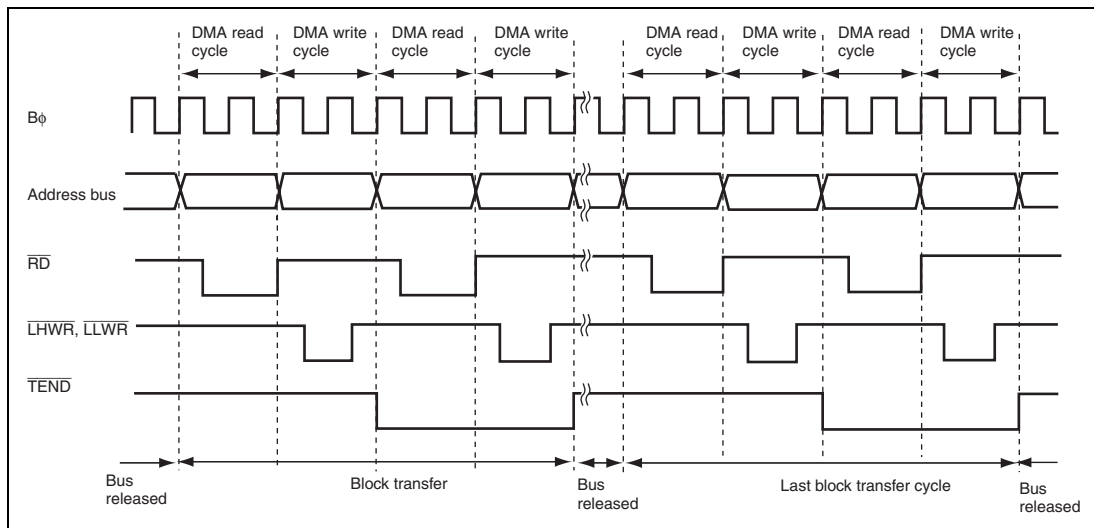 DMA read cycle
DMA write cycle
DMA read cycle
DMA write cycle
DMA read cycle
DMA write cycle
DMA read cycle
DMA write cycle
Bϕ
Address bus
RD
LHWR, LLWR
TEND
Bus released
Block transfer
Bus released
Last block transfer cycle
Bus released